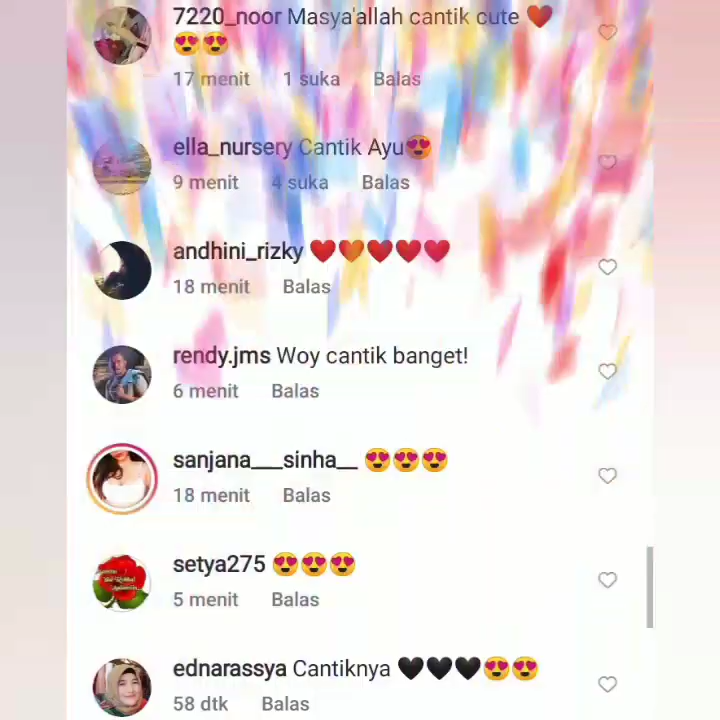 7220_noor Masya'allah cantik cute ❤️
😍😍
17 menit 1 suka Balas
ella_nursery Cantik Ayu😍
9 menit 4 suka Balas
andhini_rizky ❤️🧡❤️❤️❤️
18 menit Balas
rendy.jms Woy cantik banget!
6 menit Balas
sanjana___sinha__ 😍😍😍
18 menit Balas
setya275 😍😍😍
5 menit Balas
ednarassya Cantiknya 🖤🖤🖤😍😍
58 dtk Balas